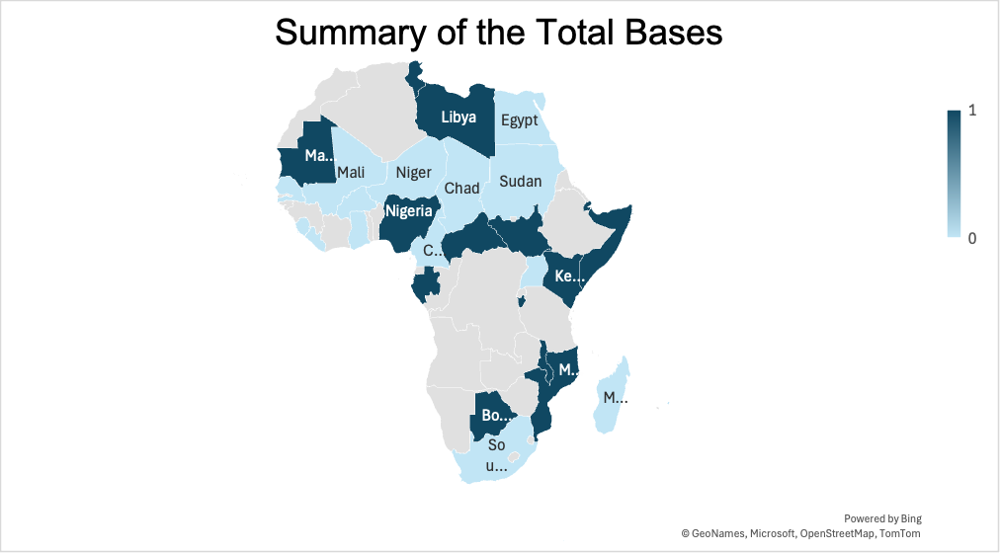 Summary of the Total Bases
1
0
Libya
Egypt
Ma...
Mali
Niger
Chad
Sudan
Nigeria
C...
Ke...
M...
M...
Bo...
So
u...
Powered by Bing
© GeoNames, Microsoft, OpenStreetMap, TomTom